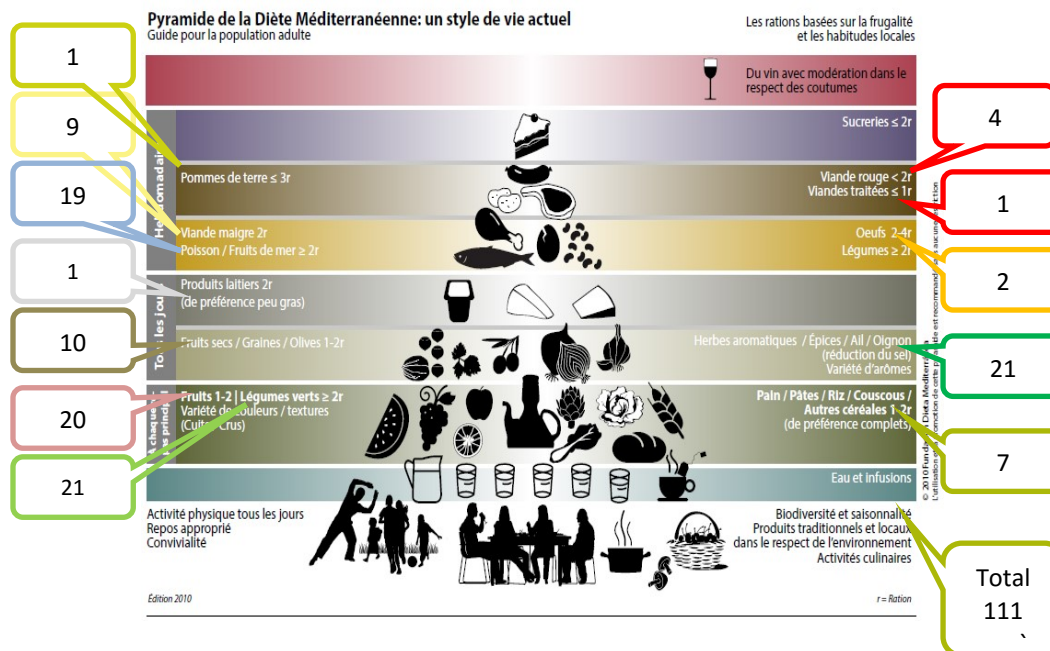 Pyramide de la Diète Méditerranéenne: un style de vie actuel
Guide pour la population adulte
Les rations basées sur la frugalité
et les habitudes locales
1
9
19
1
10
20
21
Du vin avec modération dans le
respect des coutumes
Sucreries ≤ 2r
Pommes de terre ≤ 3r
Viande rouge < 2r
Viandes traitées ≤ 1r
Viande maigre 2r
Poisson / Fruits de mer ≥ 2r
Oeufs 2-4r
Légumes ≥ 2r
Produits laitiers 2r
(de préférence peu gras)
Fruits secs / Graines / Olives 1-2r
Herbes aromatiques / Épices / Ail / Oignon
(réduction du sel)
Variété d'arômes
Fruits 1-2 | Légumes verts ≥ 2r
Variété de couleurs / textures
(Cuites / Crus)
Pain / Pâtes / Riz / Couscous /
Autres céréales 1-2r
(de préférence complets)
Eau et infusions
4
1
2
21
7
Total
111
© 2010 Fundación Dieta Mediterránea
Activité physique tous les jours
Repos approprié
Convivialité
Biodiversité et saisonnalité
Produits traditionnels et locaux
dans le respect de l'environnement
Activités culinaires
Édition 2010
r = Ration